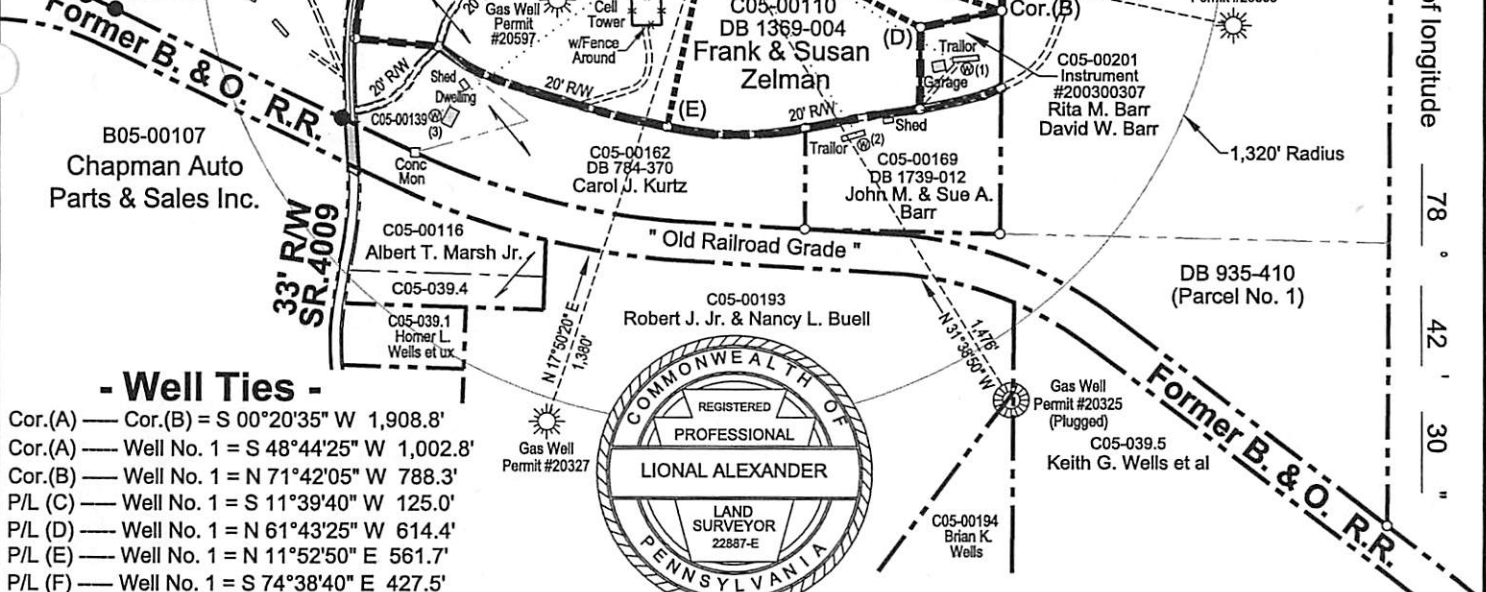 Former B. & O. R.R.
B05-00107
Chapman Auto
Parts & Sales Inc.
33' R/W
SR.4009
20' R/W
Gas Well
Permit
#20597
Cell
Tower
w/Fence
Around
Shed
Dwelling
C05-00139 W
(3)
Conc
Mon
20' R/W
(E)
C05-00110
DB 1369-004
Frank & Susan
Zelman
20' R/W
(D)
Cor.(B)
Trailor
W (1)
Garage
C05-00201
Instrument
#200300307
Rita M. Barr
David W. Barr
1,320' Radius
Shed
Trailor
W (2)
C05-00162
DB 784-370
Carol J. Kurtz
C05-00169
DB 1739-012
John M. & Sue A.
Barr
" Old Railroad Grade "
C05-00116
Albert T. Marsh Jr.
C05-039.4
C05-039.1
Homer L.
Wells et ux
C05-00193
Robert J. Jr. & Nancy L. Buell
N 17°50'20" E
1,380'
Gas Well
Permit #20327
N 31°38'50" W
1,476'
Gas Well
Permit #20325
(Plugged)
C05-039.5
Keith G. Wells et al
C05-00194
Brian K.
Wells
DB 935-410
(Parcel No. 1)
Former B. & O. R.R.
of longitude 78 ° 42 ' 30 "
COMMONWEALTH OF
REGISTERED
PROFESSIONAL
LIONAL ALEXANDER
LAND
SURVEYOR
22887-E
PENNSYLVANIA
- Well Ties -
Cor.(A) —— Cor.(B) = S 00°20'35" W 1,908.8'
Cor.(A) —— Well No. 1 = S 48°44'25" W 1,002.8'
Cor.(B) —— Well No. 1 = N 71°42'05" W 788.3'
P/L (C) —— Well No. 1 = S 11°39'40" W 125.0'
P/L (D) —— Well No. 1 = N 61°43'25" W 614.4'
P/L (E) —— Well No. 1 = N 11°52'50" E 561.7'
P/L (F) —— Well No. 1 = S 74°38'40" E 427.5'